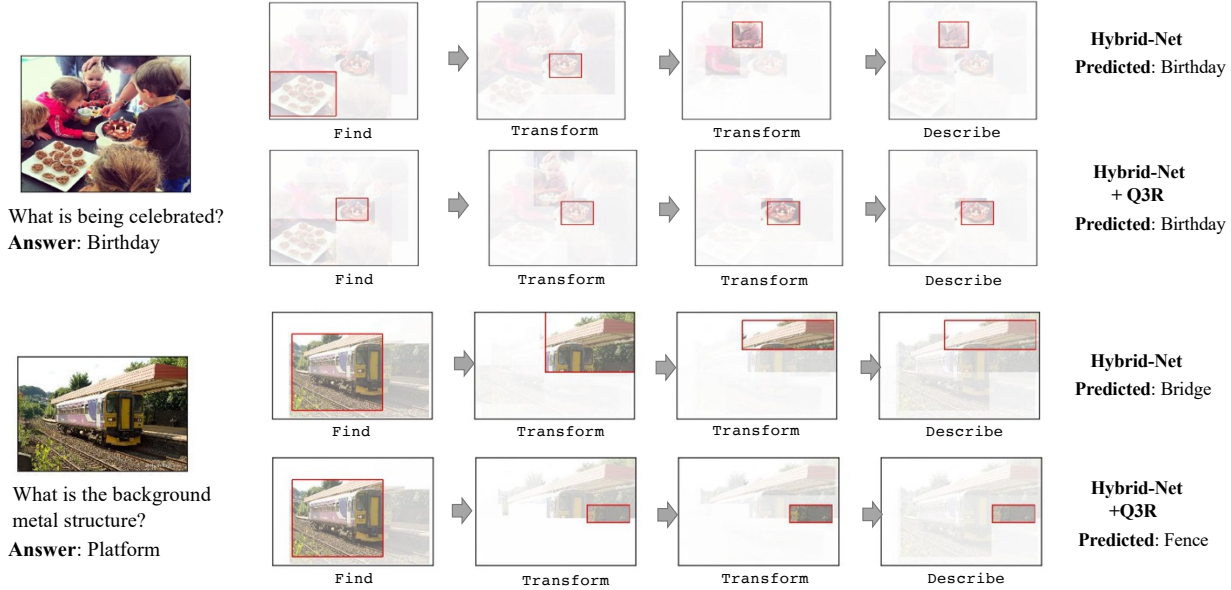 What is being celebrated?
Answer: Birthday
Find
Transform
Transform
Describe
Hybrid-Net
Predicted: Birthday
Find
Transform
Transform
Describe
Hybrid-Net
+ Q3R
Predicted: Birthday
What is the background
metal structure?
Answer: Platform
Find
Transform
Transform
Describe
Hybrid-Net
Predicted: Bridge
Find
Transform
Transform
Describe
Hybrid-Net
+Q3R
Predicted: Fence